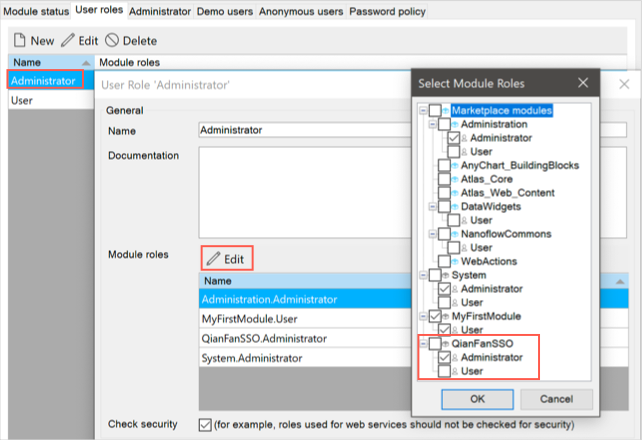 Module status User roles Administrator Demo users Anonymous users Password policy
New Edit Delete
Name Module roles
Administrator
User
User Role 'Administrator'
General
Name Administrator
Documentation
Module roles Edit
Name
Administration.Administrator
MyFirstModule.User
QianFanSSO.Administrator
System.Administrator
Check security (for example, roles used for web services should not be checked for security)
Select Module Roles
Marketplace modules
Administration
Administrator
User
AnyChart_BuildingBlocks
Atlas_Core
Atlas_Web_Content
DataWidgets
User
NanoflowCommons
User
WebActions
System
Administrator
User
MyFirstModule
User
QianFanSSO
Administrator
User
OK Cancel